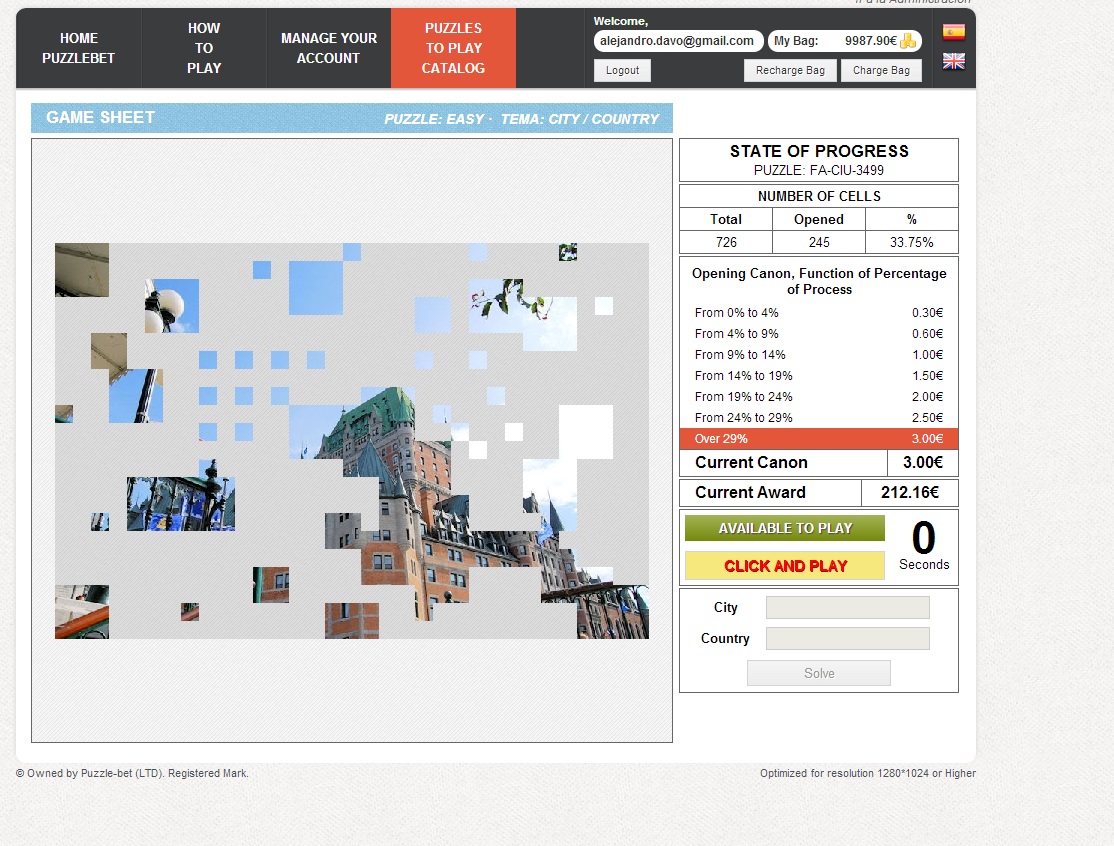 HOME
PUZZLEBET
HOW
TO
PLAY
MANAGE YOUR
ACCOUNT
PUZZLES
TO PLAY
CATALOG
Welcome,
alejandro.davo@gmail.com
My Bag: 9987.90€
Logout
Recharge Bag
Charge Bag
GAME SHEET
PUZZLE: EASY · TEMA: CITY / COUNTRY
STATE OF PROGRESS
PUZZLE: FA-CIU-3499
NUMBER OF CELLS
Total Opened %
726 245 33.75%
Opening Canon, Function of Percentage
of Process
From 0% to 4% 0.30€
From 4% to 9% 0.60€
From 9% to 14% 1.00€
From 14% to 19% 1.50€
From 19% to 24% 2.00€
From 24% to 29% 2.50€
Over 29% 3.00€
Current Canon 3.00€
Current Award 212.16€
AVAILABLE TO PLAY
CLICK AND PLAY
0
Seconds
City
Country
Solve
© Owned by Puzzle-bet (LTD). Registered Mark.
Optimized for resolution 1280*1024 or Higher